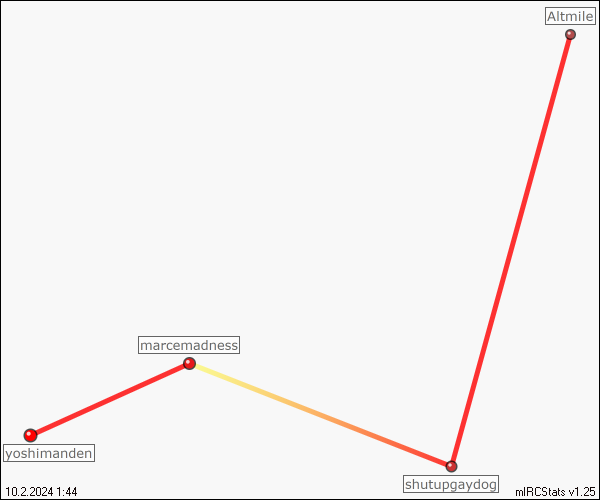 Altmile
marcemadness
yoshimanden
shutupgaydog
10.2.2024 1:44
mIRCStats v1.25